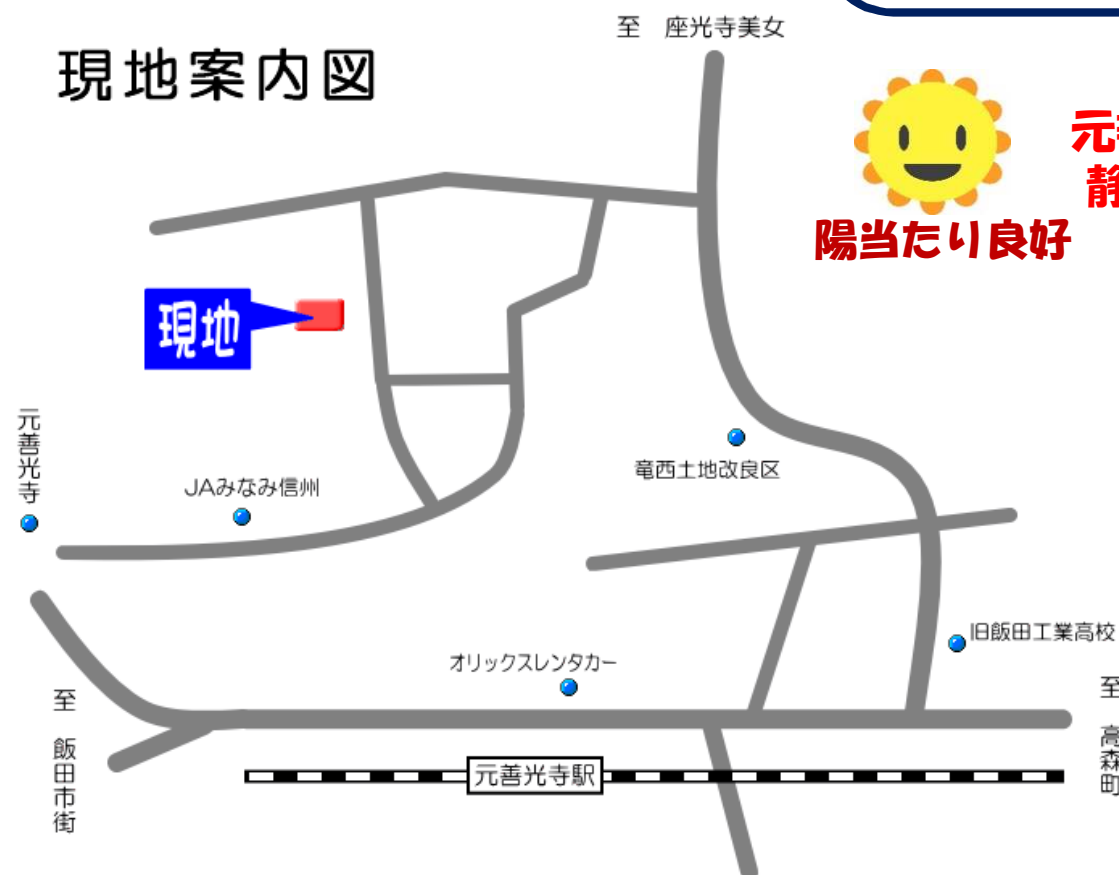 至 座光寺美女
現地案内図
元善
静
陽当たり良好
現地
元善光寺
JAみなみ信州
竜西土地改良区
旧飯田工業高校
オリックスレンタカー
至 飯田市街
至 高森町
元善光寺駅